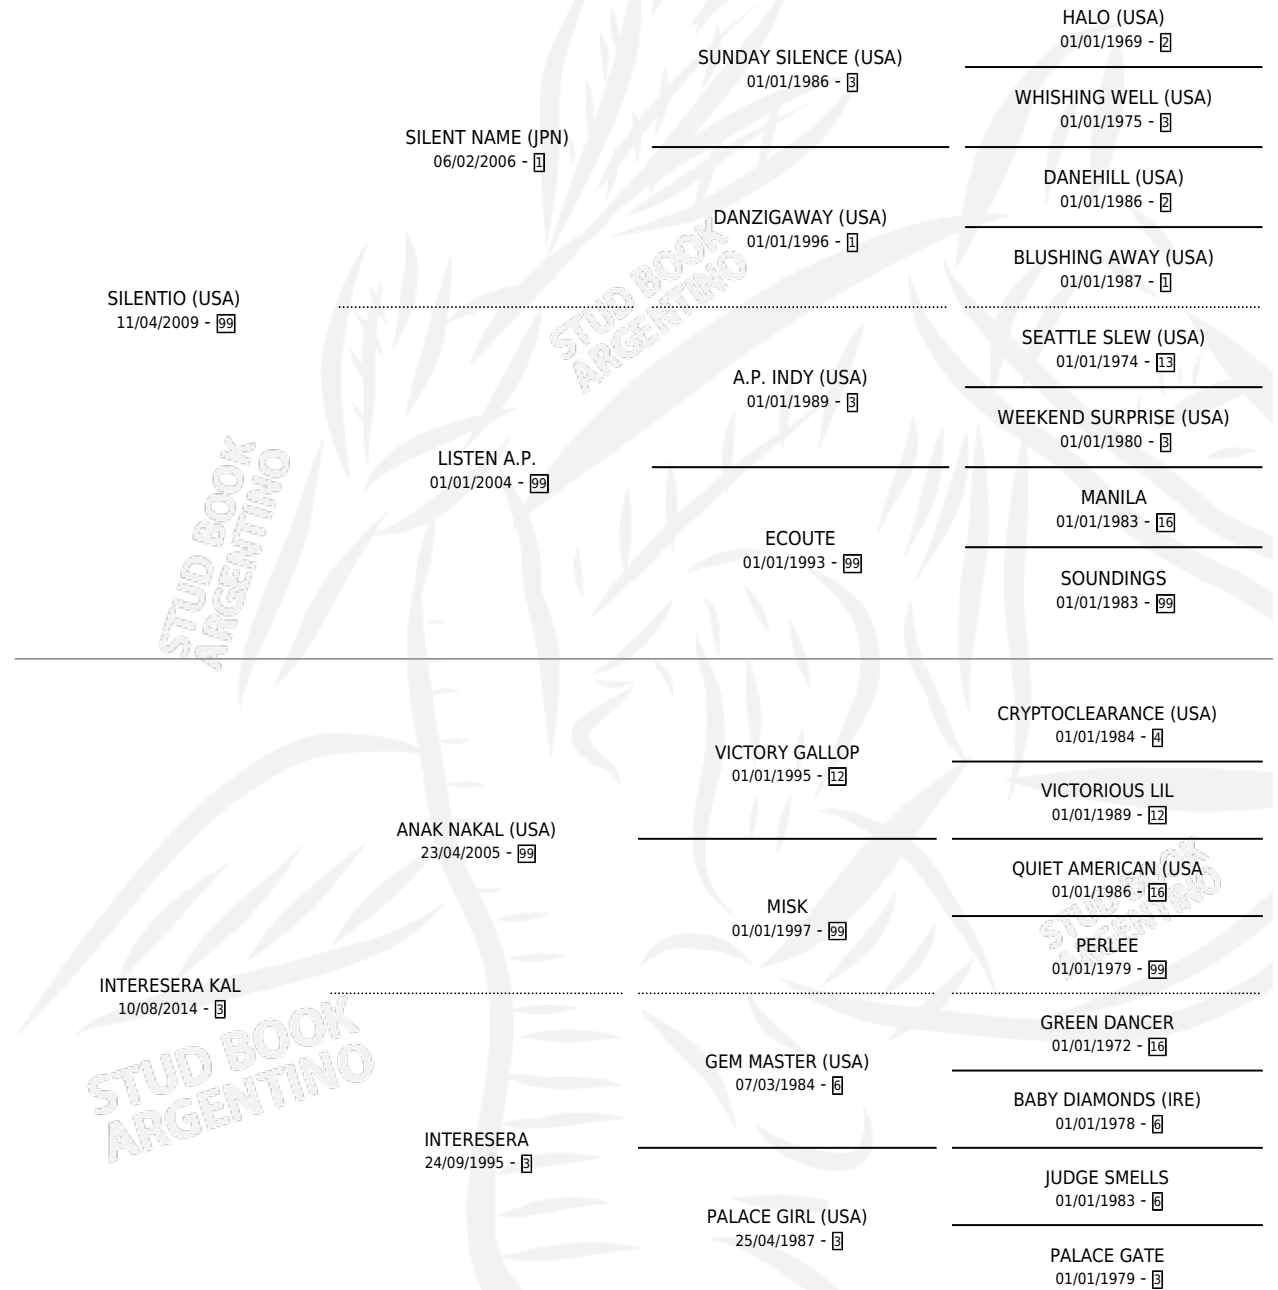 HALO (USA)
01/01/1969 - 2
SUNDAY SILENCE (USA)
01/01/1986 - 3
WHISHING WELL (USA)
01/01/1975 - 3
SILENT NAME (JPN)
06/02/2006 - 1
DANEHILL (USA)
01/01/1986 - 2
DANZIGAWAY (USA)
01/01/1996 - 1
BLUSHING AWAY (USA)
01/01/1987 - 1
SILENTIO (USA)
11/04/2009 - 99
STUD BOOK
ARGENTINO
SEATTLE SLEW (USA)
01/01/1974 - 13
A.P. INDY (USA)
01/01/1989 - 3
WEEKEND SURPRISE (USA)
01/01/1980 - 3
LISTEN A.P.
01/01/2004 - 99
MANILA
01/01/1983 - 16
ECOUTE
01/01/1993 - 99
SOUNDINGS
01/01/1983 - 99
STUD BOOK
ARGENTINO
CRYPTOCLEARANCE (USA)
01/01/1984 - 4
VICTORY GALLOP
01/01/1995 - 12
VICTORIOUS LIL
01/01/1989 - 12
ANAK NAKAL (USA)
23/04/2005 - 99
QUIET AMERICAN (USA
01/01/1986 - 16
MISK
01/01/1997 - 99
PERLEE
01/01/1979 - 99
STUD BOOK
ARGENTINO
INTERESERA KAL
10/08/2014 - 3
GREEN DANCER
01/01/1972 - 16
GEM MASTER (USA)
07/03/1984 - 6
BABY DIAMONDS (IRE)
01/01/1978 - 6
STUD BOOK
ARGENTINO
INTERESERA
24/09/1995 - 3
JUDGE SMELLS
01/01/1983 - 6
PALACE GIRL (USA)
25/04/1987 - 3
PALACE GATE
01/01/1979 - 3